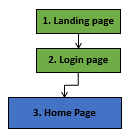 1. Landing page
2. Login page
3. Home Page